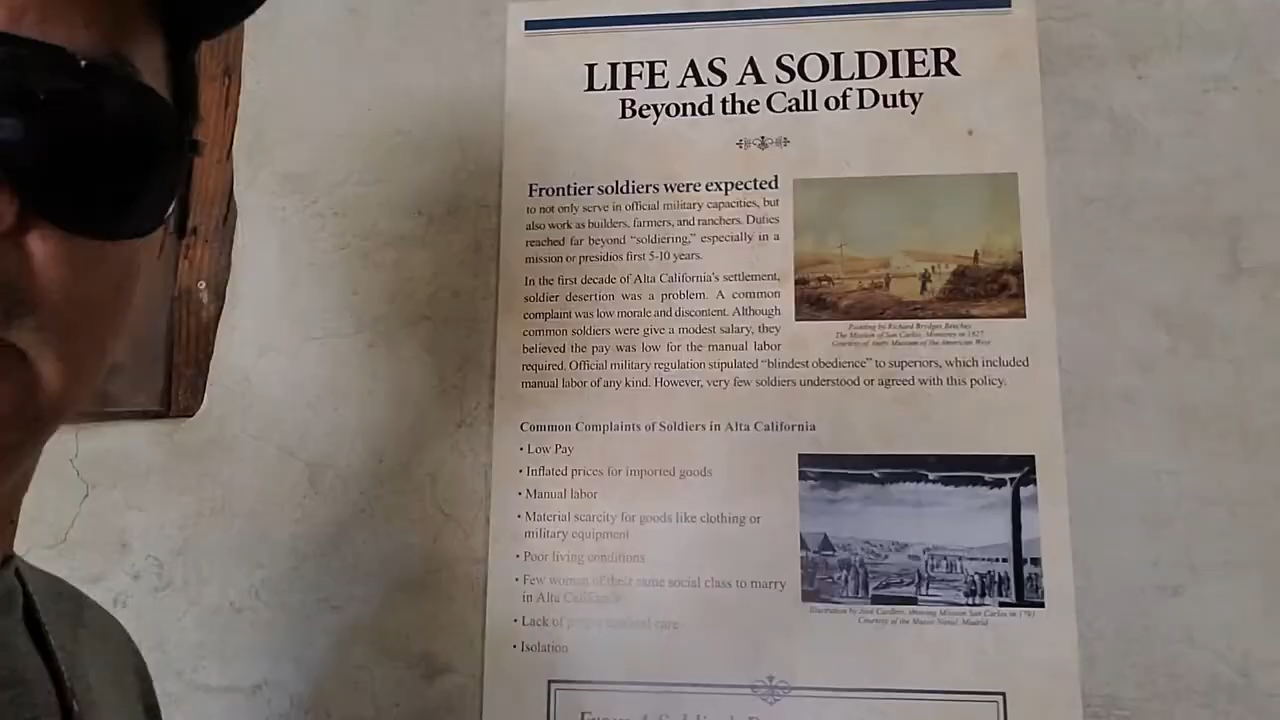 LIFE AS A SOLDIER
Beyond the Call of Duty
Frontier soldiers were expected
to not only serve in official military capacities, but
also work as builders, farmers, and ranchers. Duties
reached far beyond “soldiering,” especially in a
mission or presidios first 5-10 years.
In the first decade of Alta California's settlement,
soldier desertion was a problem. A common
complaint was low morale and discontent. Although
common soldiers were give a modest salary, they
believed the pay was low for the manual labor
required. Official military regulation stipulated “blindest obedience” to superiors, which included
manual labor of any kind. However, very few soldiers understood or agreed with this policy.
Painting by Richard Brydges Beechey
The Mission of San Carlos, Monterey in 1827
Courtesy of Autry Museum of the American West
Common Complaints of Soldiers in Alta California
• Low Pay
• Inflated prices for imported goods
• Manual labor
• Material scarcity for goods like clothing or
military equipment
• Poor living conditions
• Few women of their same social class to marry
in Alta California
• Lack of proper medical care
• Isolation
Illustration by José Cardero, showing Mission San Carlos in 1791
Courtesy of the Museo Naval, Madrid